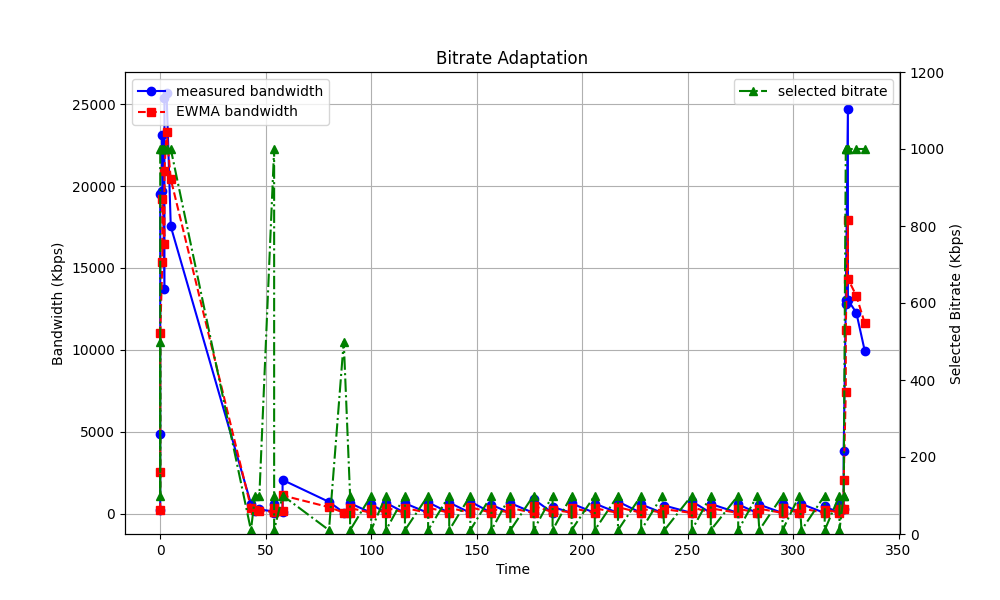 Bitrate Adaptation
measured bandwidth
EWMA bandwidth
selected bitrate
Bandwidth (Kbps)
25000
20000
15000
10000
5000
0
1200
1000
800
600
400
200
0
Selected Bitrate (Kbps)
0 50 100 150 200 250 300 350
Time